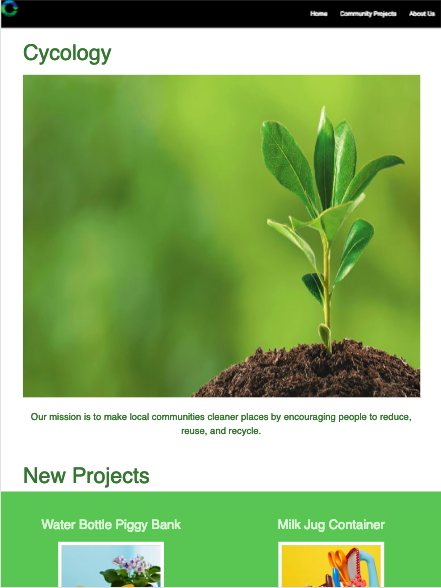 Home Community Projects About Us
Cycology
Our mission is to make local communities cleaner places by encouraging people to reduce,
reuse, and recycle.
New Projects
Water Bottle Piggy Bank Milk Jug Container